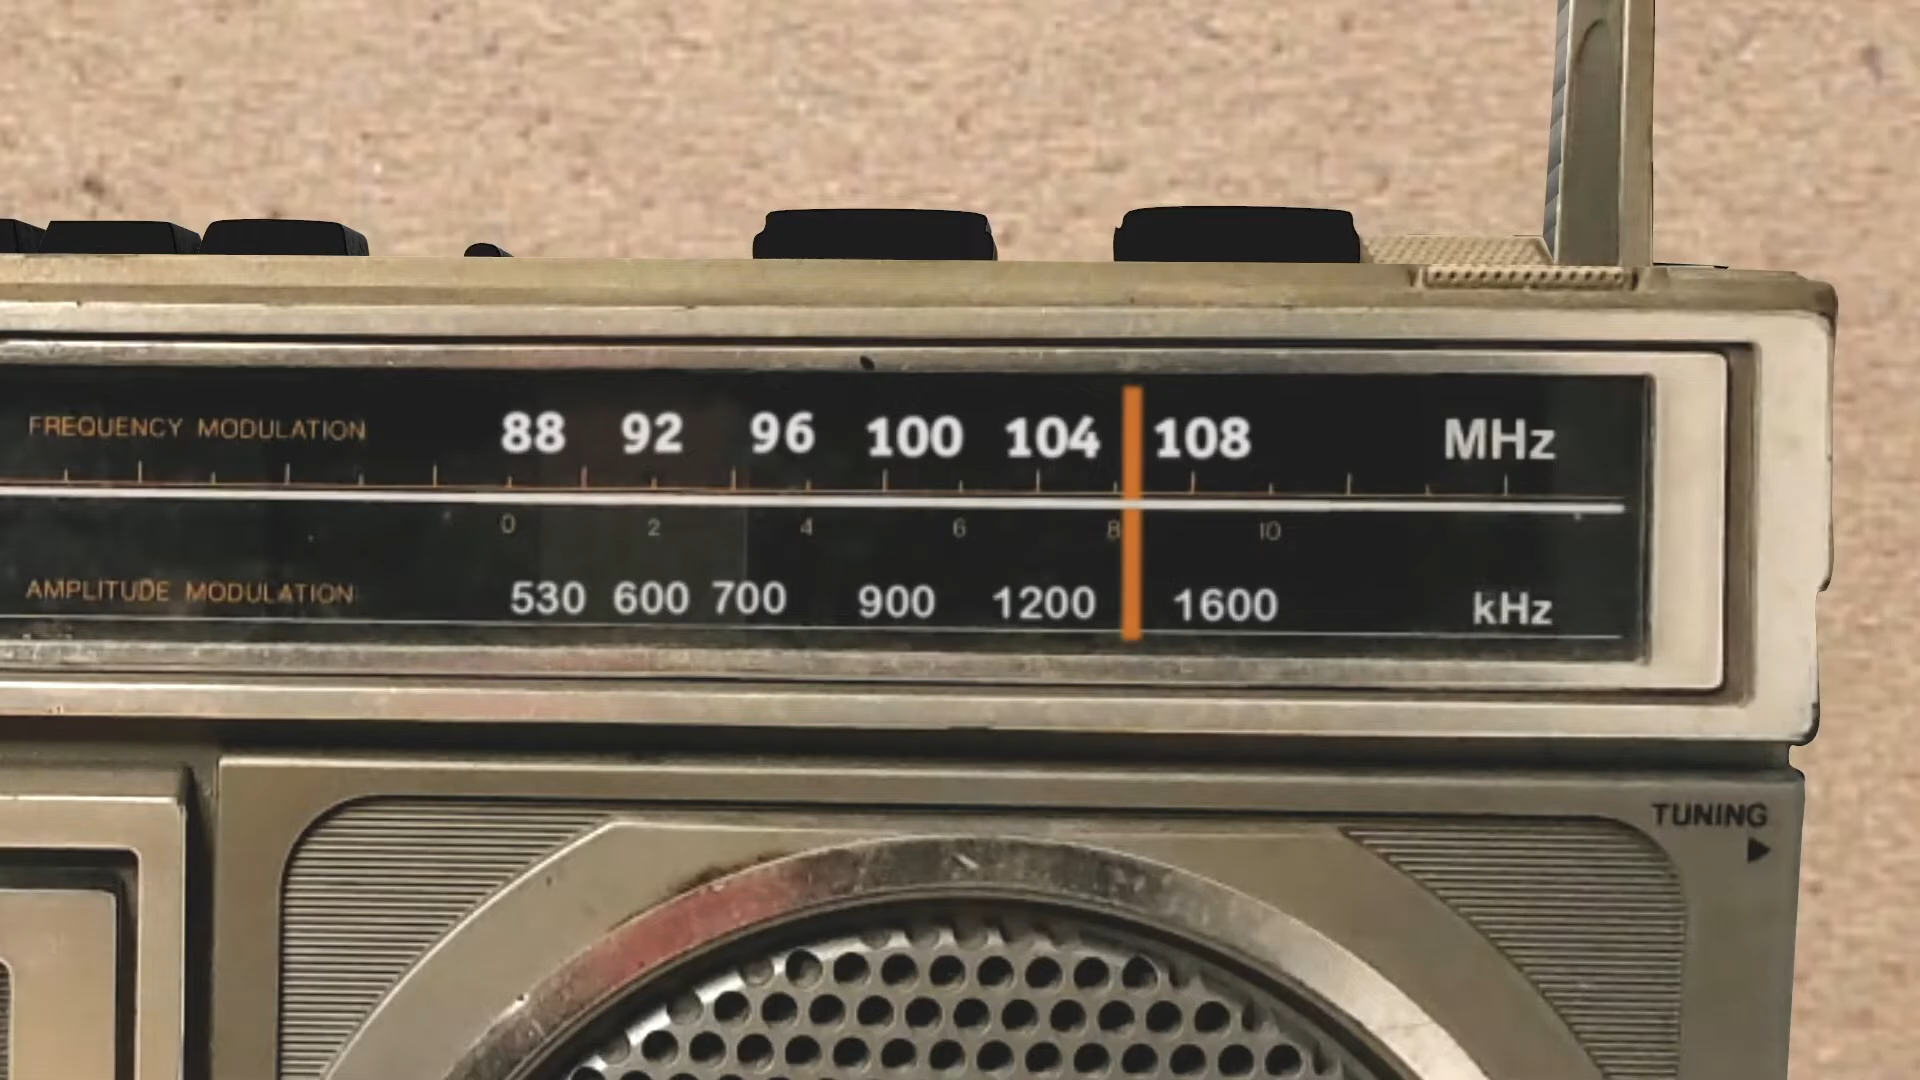 FREQUENCY MODULATION 88 92 96 100 104 108 MHz
0 2 4 6 8 10
AMPLITUDE MODULATION 530 600 700 900 1200 1600 kHz
TUNING